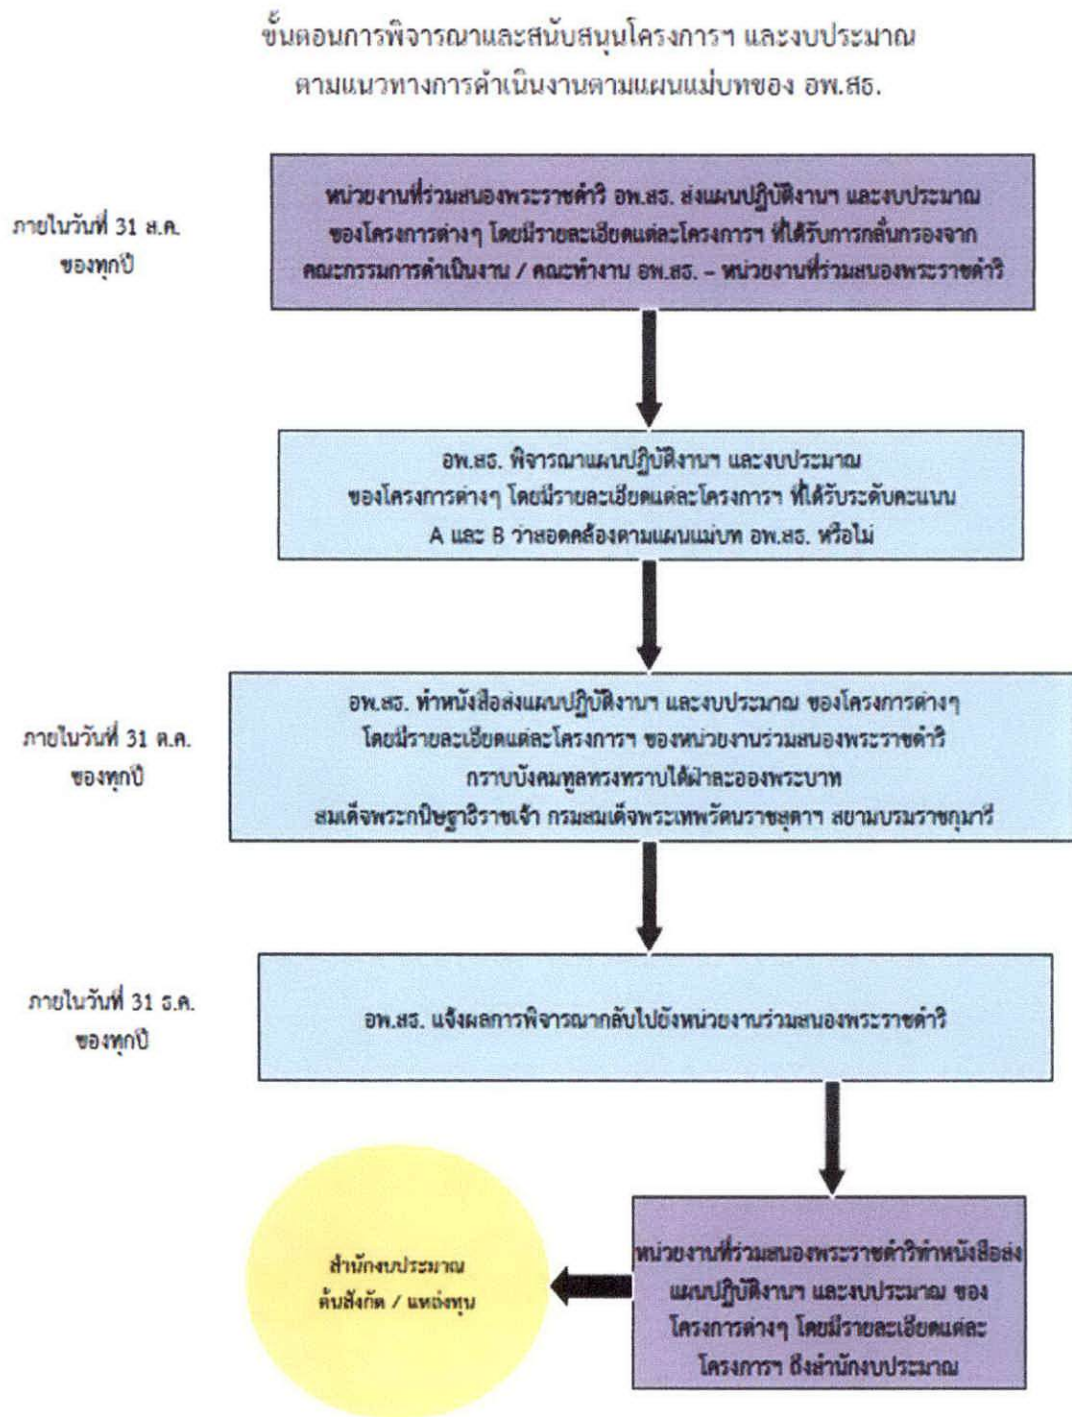 ขั้นตอนการพิจารณาและสนับสนุนโครงการฯ และงบประมาณ
ตามแนวทางการดำเนินงานตามแผนแม่บทของ อพ.สธ.
ภายในวันที่ 31 ส.ค.
ของทุกปี
หน่วยงานที่ร่วมสนองพระราชดำริ อพ.สธ. ส่งแผนปฏิบัติงานฯ และงบประมาณ
ของโครงการต่างๆ โดยมีรายละเอียดแต่ละโครงการฯ ที่ได้รับการกลั่นกรองจาก
คณะกรรมการดำเนินงาน / คณะทำงาน อพ.สธ. – หน่วยงานที่ร่วมสนองพระราชดำริ
อพ.สธ. พิจารณาแผนปฏิบัติงานฯ และงบประมาณ
ของโครงการต่างๆ โดยมีรายละเอียดแต่ละโครงการฯ ที่ได้รับระดับคะแนน
A และ B ว่าสอดคล้องตามแผนแม่บท อพ.สธ. หรือไม่
ภายในวันที่ 31 ต.ค.
ของทุกปี
อพ.สธ. ทำหนังสือส่งแผนปฏิบัติงานฯ และงบประมาณ ของโครงการต่างๆ
โดยมีรายละเอียดแต่ละโครงการฯ ของหน่วยงานร่วมสนองพระราชดำริ
กราบบังคมทูลทรงทราบใต้ฝ่าละอองพระบาท
สมเด็จพระกนิษฐาธิราชเจ้า กรมสมเด็จพระเทพรัตนราชสุดาฯ สยามบรมราชกุมารี
ภายในวันที่ 31 ธ.ค.
ของทุกปี
อพ.สธ. แจ้งผลการพิจารณากลับไปยังหน่วยงานร่วมสนองพระราชดำริ
หน่วยงานที่ร่วมสนองพระราชดำริทำหนังสือส่ง
แผนปฏิบัติงานฯ และงบประมาณ ของ
โครงการต่างๆ โดยมีรายละเอียดแต่ละ
โครงการฯ ถึงสำนักงบประมาณ
สำนักงบประมาณ
ต้นสังกัด / แหล่งทุน